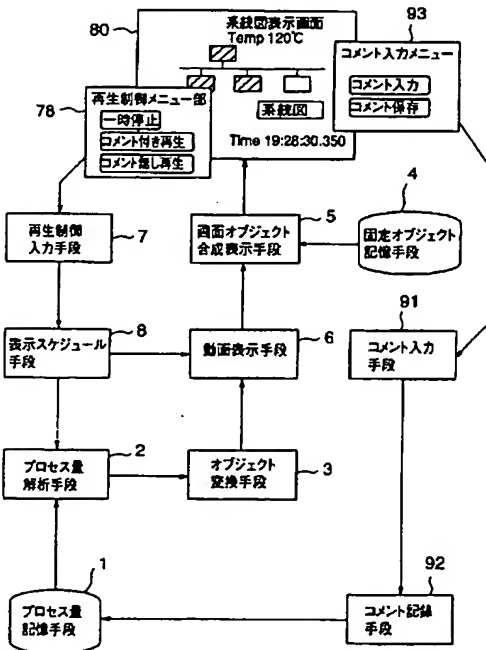 80
系統図表示画面
Temp 120℃
93
コメント入力メニュー
コメント入力
コメント保存
78
再生制御メニュー部
一時停止
コメント付き再生
コメント無し再生
系統図
Time 19:28:30.350
再生制御
入力手段
7
画面オブジェクト
合成表示手段
5
4
固定オブジェクト
記憶手段
表示スケジュール
手段
8
動画表示手段
6
91
コメント入力
手段
プロセス量
解析手段
2
オブジェクト
変換手段
3
1
プロセス量
記憶手段
92
コメント記録
手段